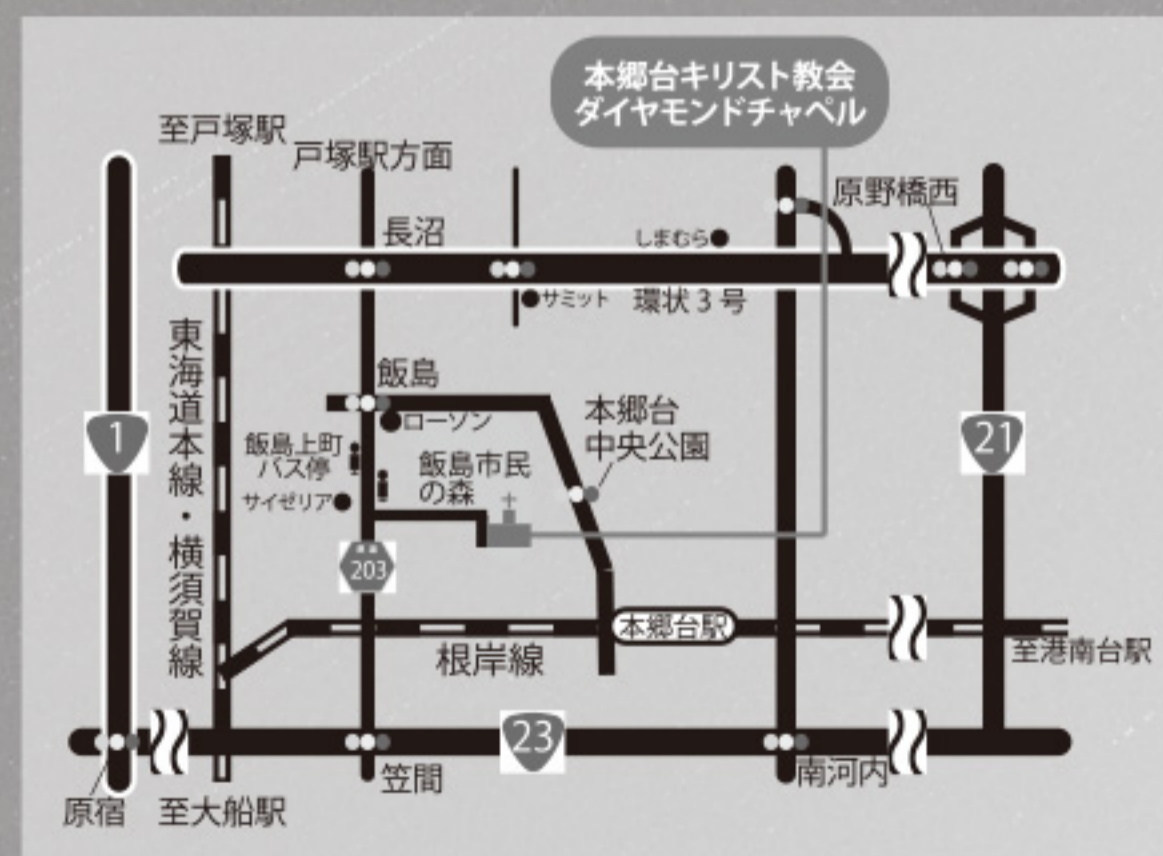 本郷台キリスト教会
ダイヤモンドチャペル
至戸塚駅
戸塚駅方面
原野橋西
長沼
しまむら
サミット
環状3号
東海道本線・横須賀線
飯島
ローソン
本郷台
中央公園
1
21
飯島上町
バス停
飯島市民
の森
サイゼリア
203
本郷台駅
根岸線
至港南台駅
23
笠間
南河内
原宿
至大船駅